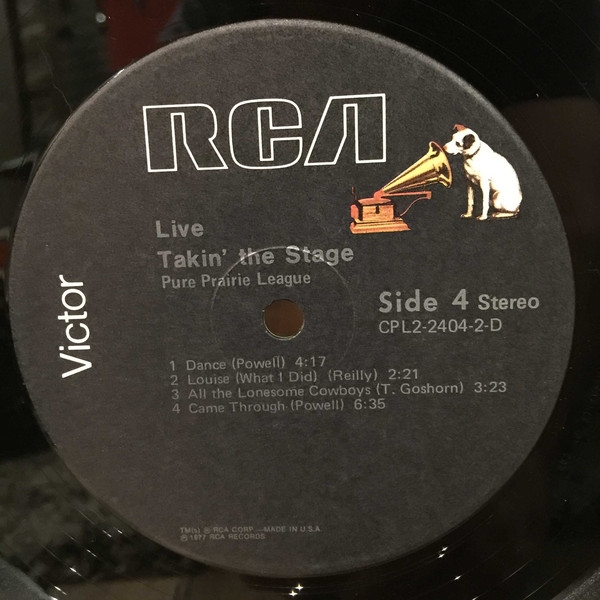 RCA
Live
Takin' the Stage
Pure Prairie League
Side 4 Stereo
CPL2-2404-2-D
Victor
1 Dance (Powell) 4:17
2 Louise (What I Did) (Reilly) 2:21
3 All the Lonesome Cowboys (T. Goshorn) 3:23
4 Came Through (Powell) 6:35
TM(s) ® RCA CORP.—MADE IN U.S.A.
℗ 1977 RCA RECORDS